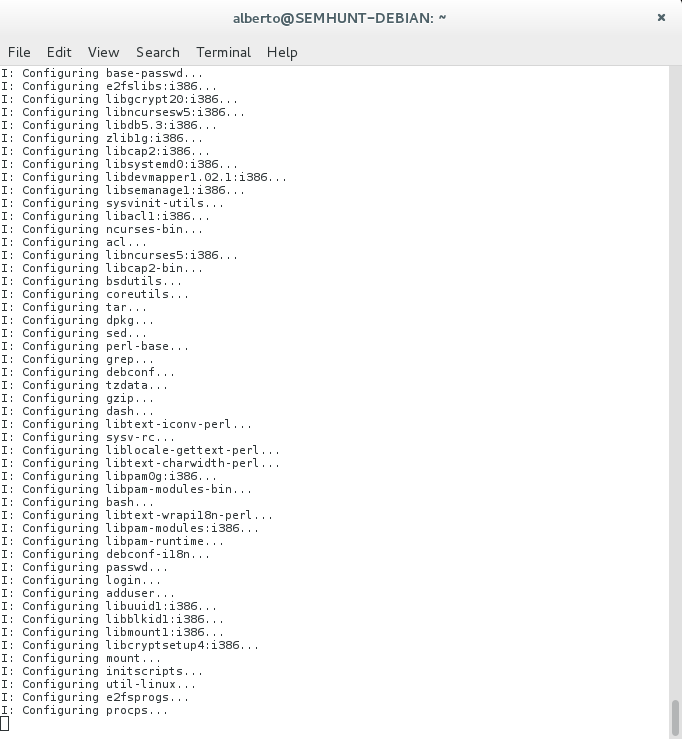 alberto@SEMHUNT-DEBIAN: ~
File Edit View Search Terminal Help
I: Configuring base-passwd...
I: Configuring e2fslibs:i386...
I: Configuring libgcrypt20:i386...
I: Configuring libncursesw5:i386...
I: Configuring libdb5.3:i386...
I: Configuring zlib1g:i386...
I: Configuring libcap2:i386...
I: Configuring libsystemd0:i386...
I: Configuring libdevmapper1.02.1:i386...
I: Configuring libsemanage1:i386...
I: Configuring sysvinit-utils...
I: Configuring libacl1:i386...
I: Configuring ncurses-bin...
I: Configuring acl...
I: Configuring libncurses5:i386...
I: Configuring libcap2-bin...
I: Configuring bsdutils...
I: Configuring coreutils...
I: Configuring tar...
I: Configuring dpkg...
I: Configuring sed...
I: Configuring perl-base...
I: Configuring grep...
I: Configuring debconf...
I: Configuring tzdata...
I: Configuring gzip...
I: Configuring dash...
I: Configuring libtext-iconv-perl...
I: Configuring sysv-rc...
I: Configuring liblocale-gettext-perl...
I: Configuring libtext-charwidth-perl...
I: Configuring libpam0g:i386...
I: Configuring libpam-modules-bin...
I: Configuring bash...
I: Configuring libtext-wrapi18n-perl...
I: Configuring libpam-modules:i386...
I: Configuring libpam-runtime...
I: Configuring debconf-i18n...
I: Configuring passwd...
I: Configuring login...
I: Configuring adduser...
I: Configuring libuuid1:i386...
I: Configuring libblkid1:i386...
I: Configuring libmount1:i386...
I: Configuring libcryptsetup4:i386...
I: Configuring mount...
I: Configuring initscripts...
I: Configuring util-linux...
I: Configuring e2fsprogs...
I: Configuring procps...